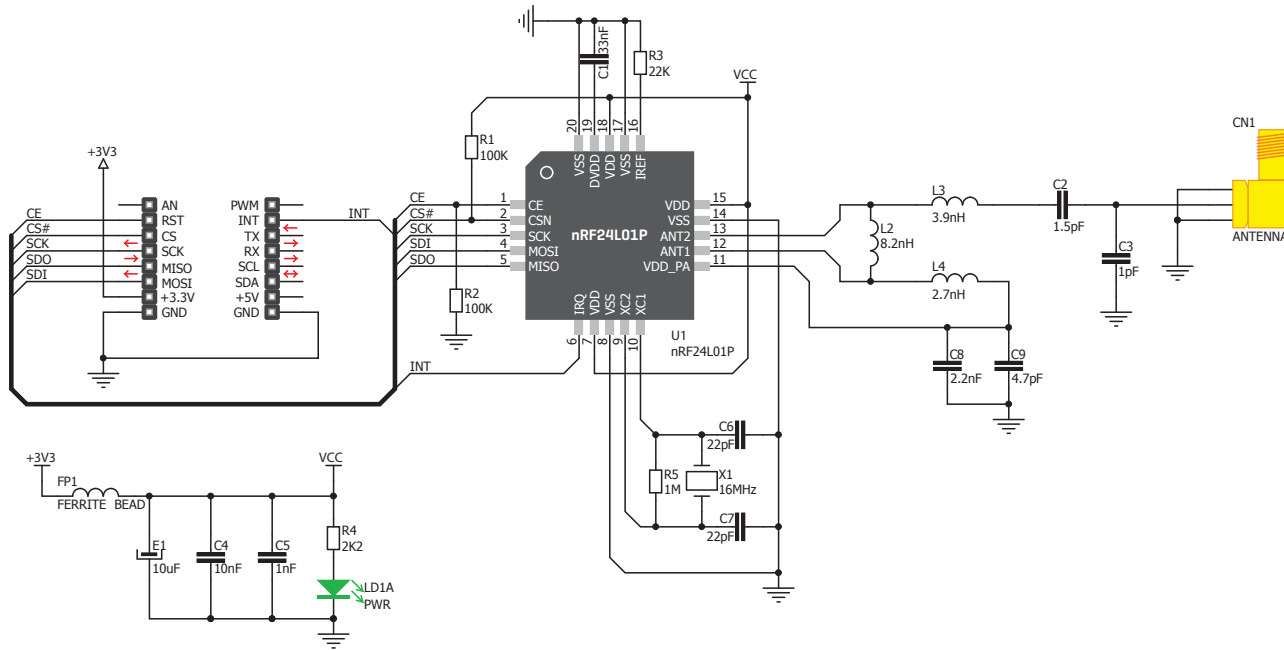 C1 33nF
R3
22K
VCC
20
19
18
17
16
VSS
DVDD
VDD
VSS
IREF
R1
100K
CN1
ANTENNA
+3V3
CE
CS#
SCK
SDO
SDI
AN
RST
CS
SCK
MISO
MOSI
+3.3V
GND
PWM
INT
TX
RX
SCL
SDA
+5V
GND
INT
CE
CS#
SCK
SDI
SDO
INT
1
2
3
4
5
CE
CSN
SCK
MOSI
MISO
nRF24L01P
VDD
VSS
ANT2
ANT1
VDD_PA
15
14
13
12
11
IRQ
VDD
VSS
XC2
XC1
6
7
8
9
10
U1
nRF24L01P
R2
100K
L2
8.2nH
L3
3.9nH
L4
2.7nH
C2
1.5pF
C3
1pF
C8
2.2nF
C9
4.7pF
C6
22pF
R5
1M
X1
16MHz
C7
22pF
+3V3
FP1
FERRITE BEAD
VCC
E1
10uF
C4
10nF
C5
1nF
R4
2K2
LD1A
PWR